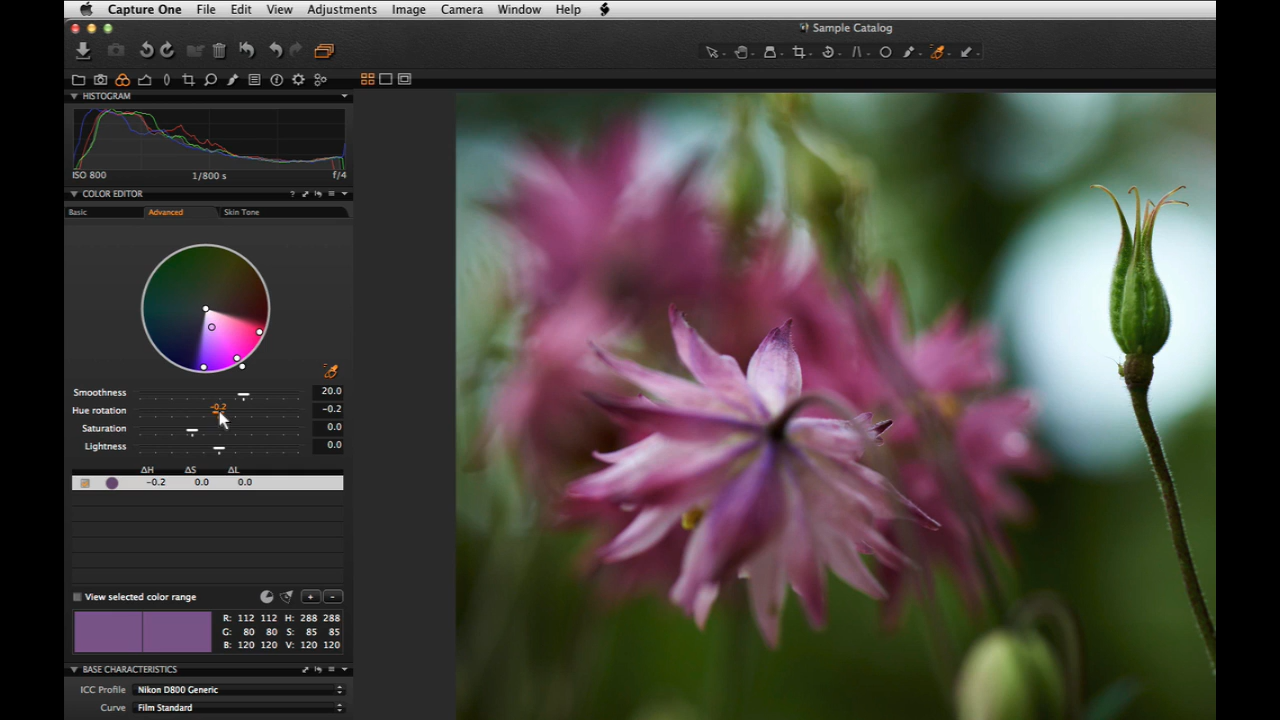 Capture One File Edit View Adjustments Image Camera Window Help
Sample Catalog
HISTOGRAM
ISO 800 1/800 s f/4
COLOR EDITOR ?
Basic Advanced Skin Tone
Smoothness 20.0
-0.2
Hue rotation -0.2
Saturation 0.0
Lightness 0.0
ΔH ΔS ΔL
-0.2 0.0 0.0
View selected color range + -
R: 112 112 H: 288 288
G: 80 80 S: 85 85
B: 120 120 V: 120 120
BASE CHARACTERISTICS
ICC Profile Nikon D800 Generic
Curve Film Standard